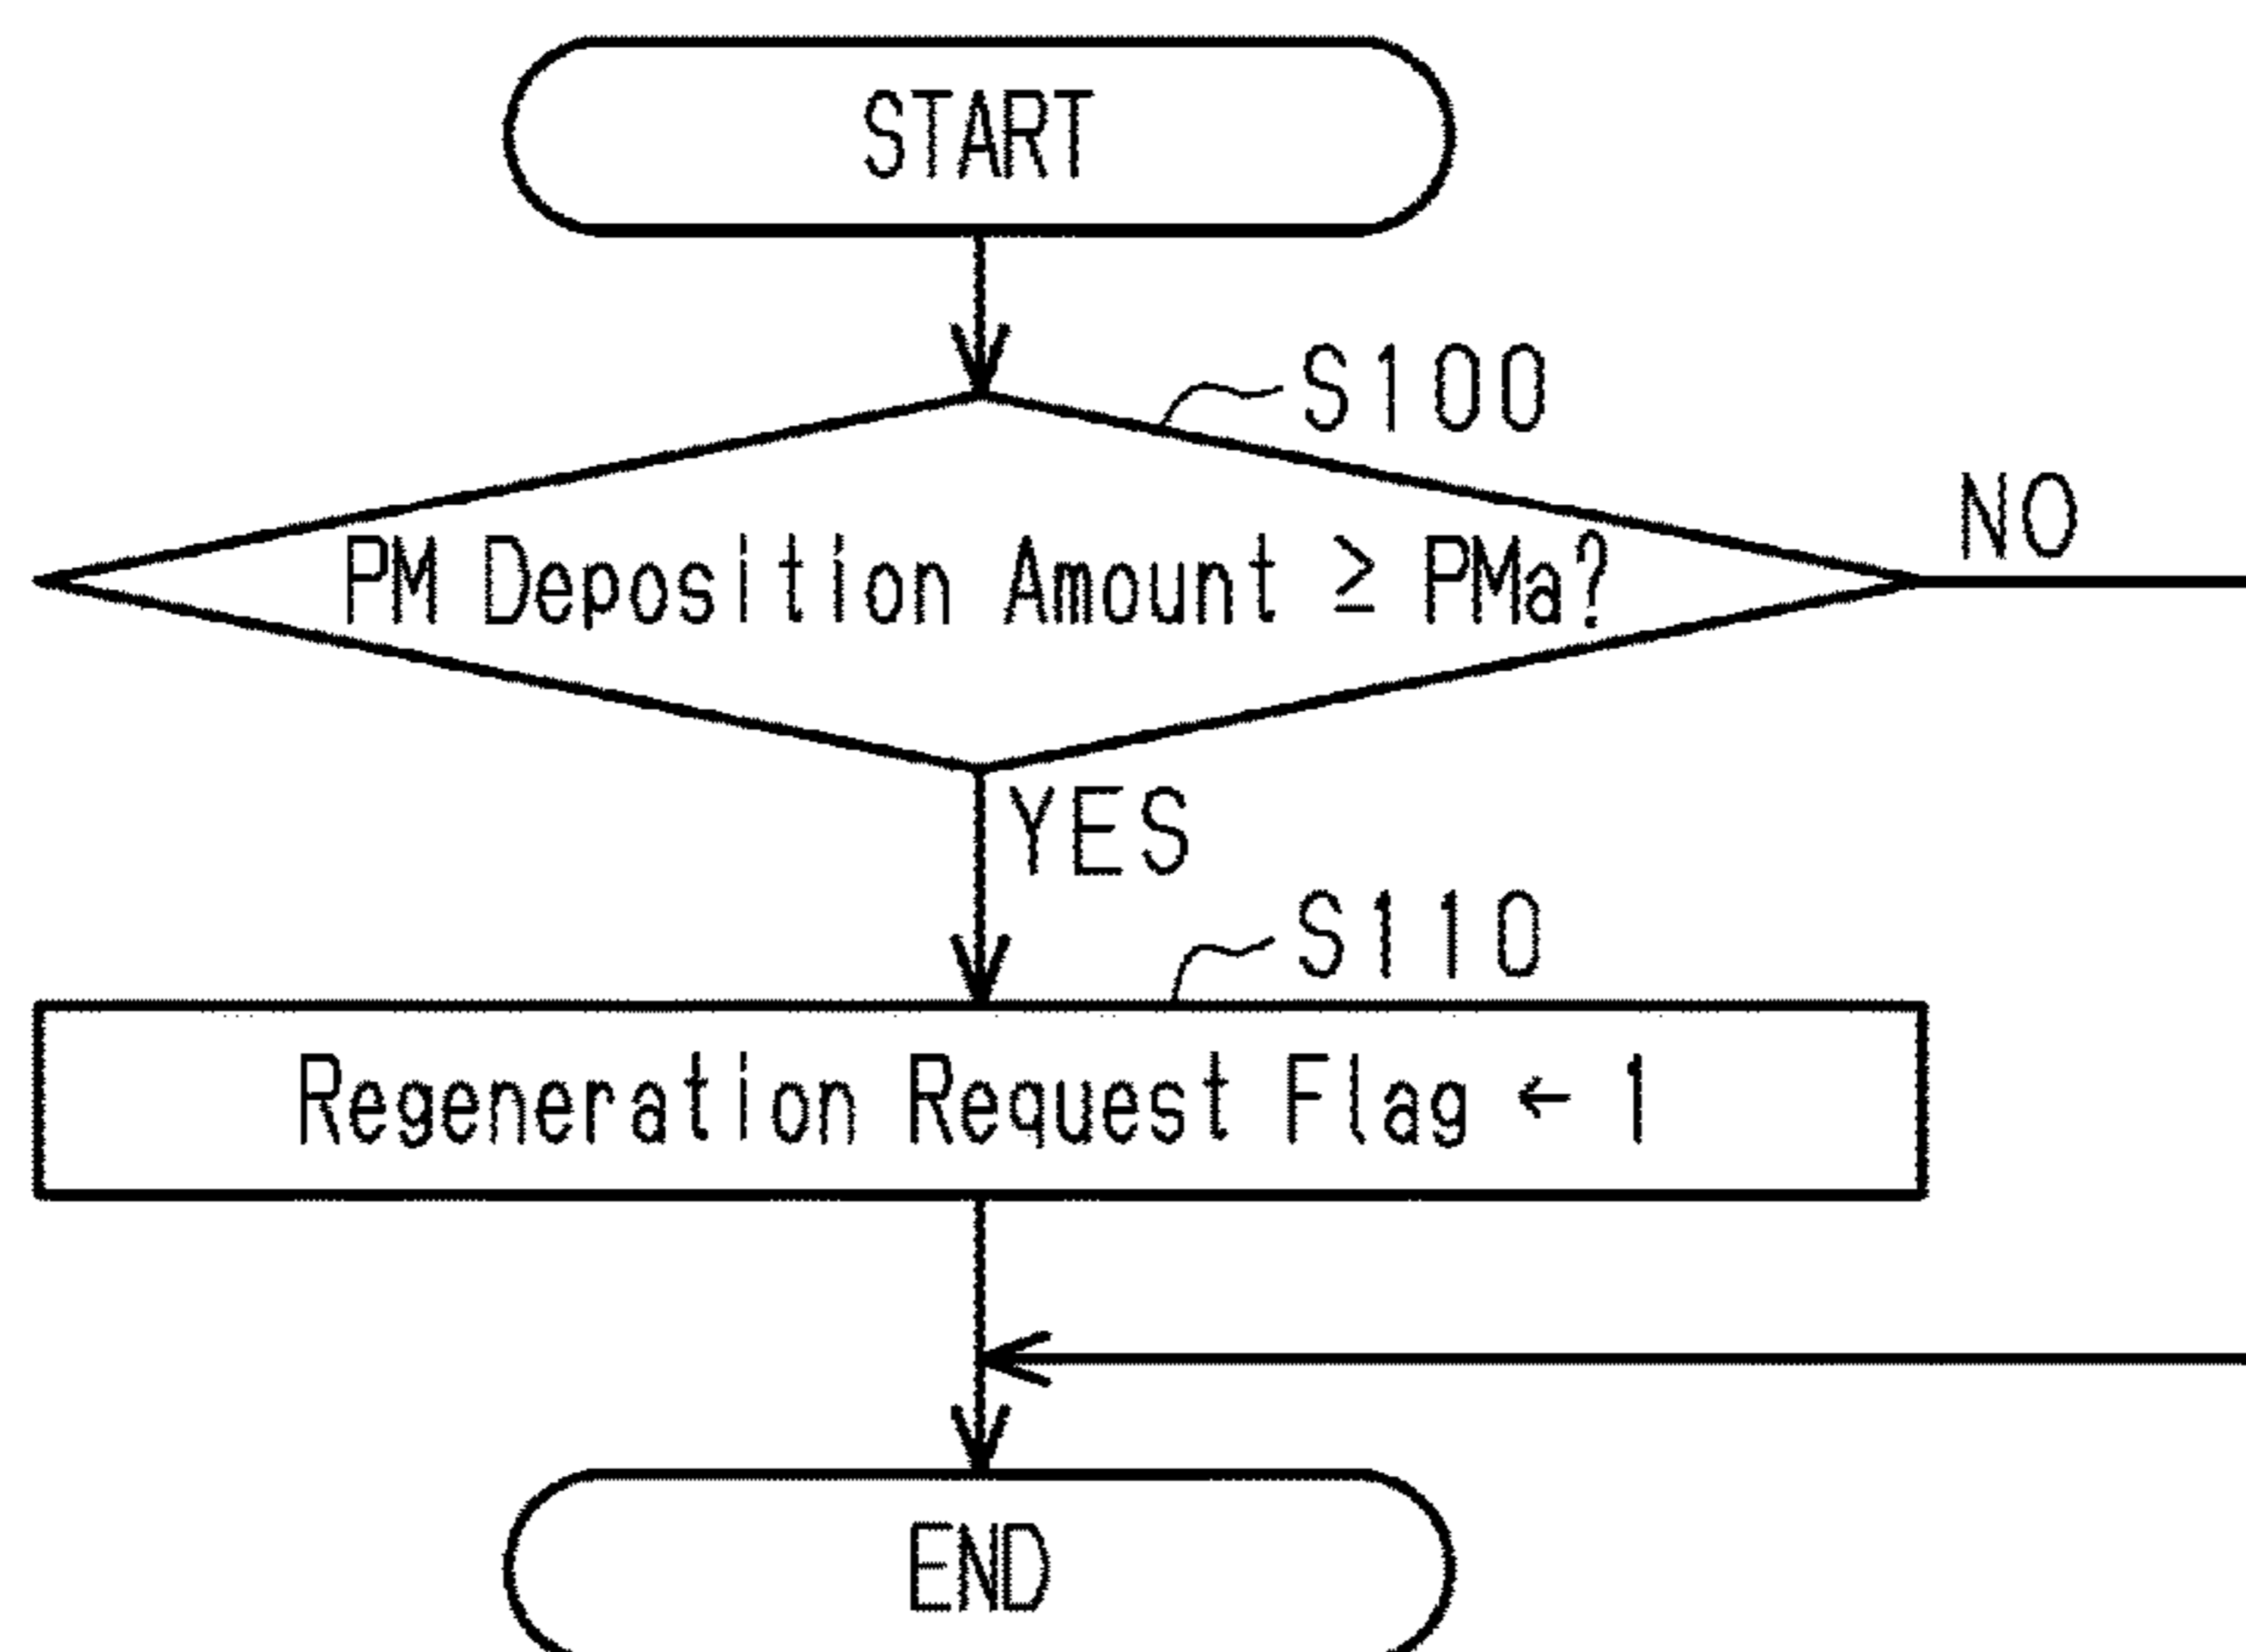 START
S100
NO
PM Deposition Amount ≥ PMa?
YES
S110
Regeneration Request Flag ← 1
END